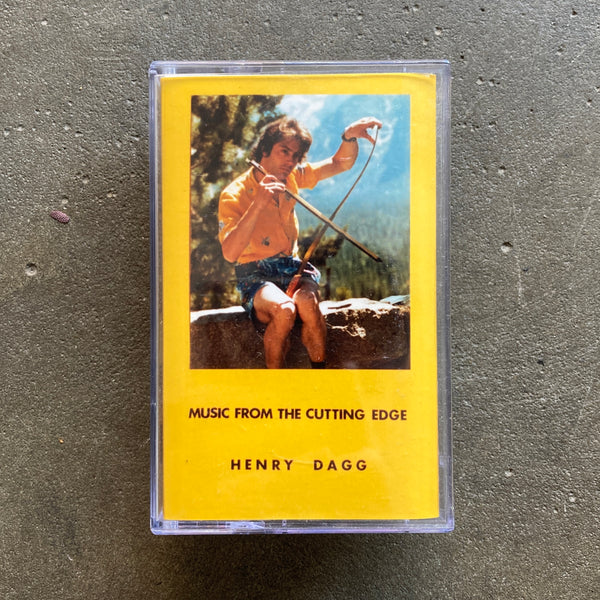 MUSIC FROM THE CUTTING EDGE
HENRY DAGG